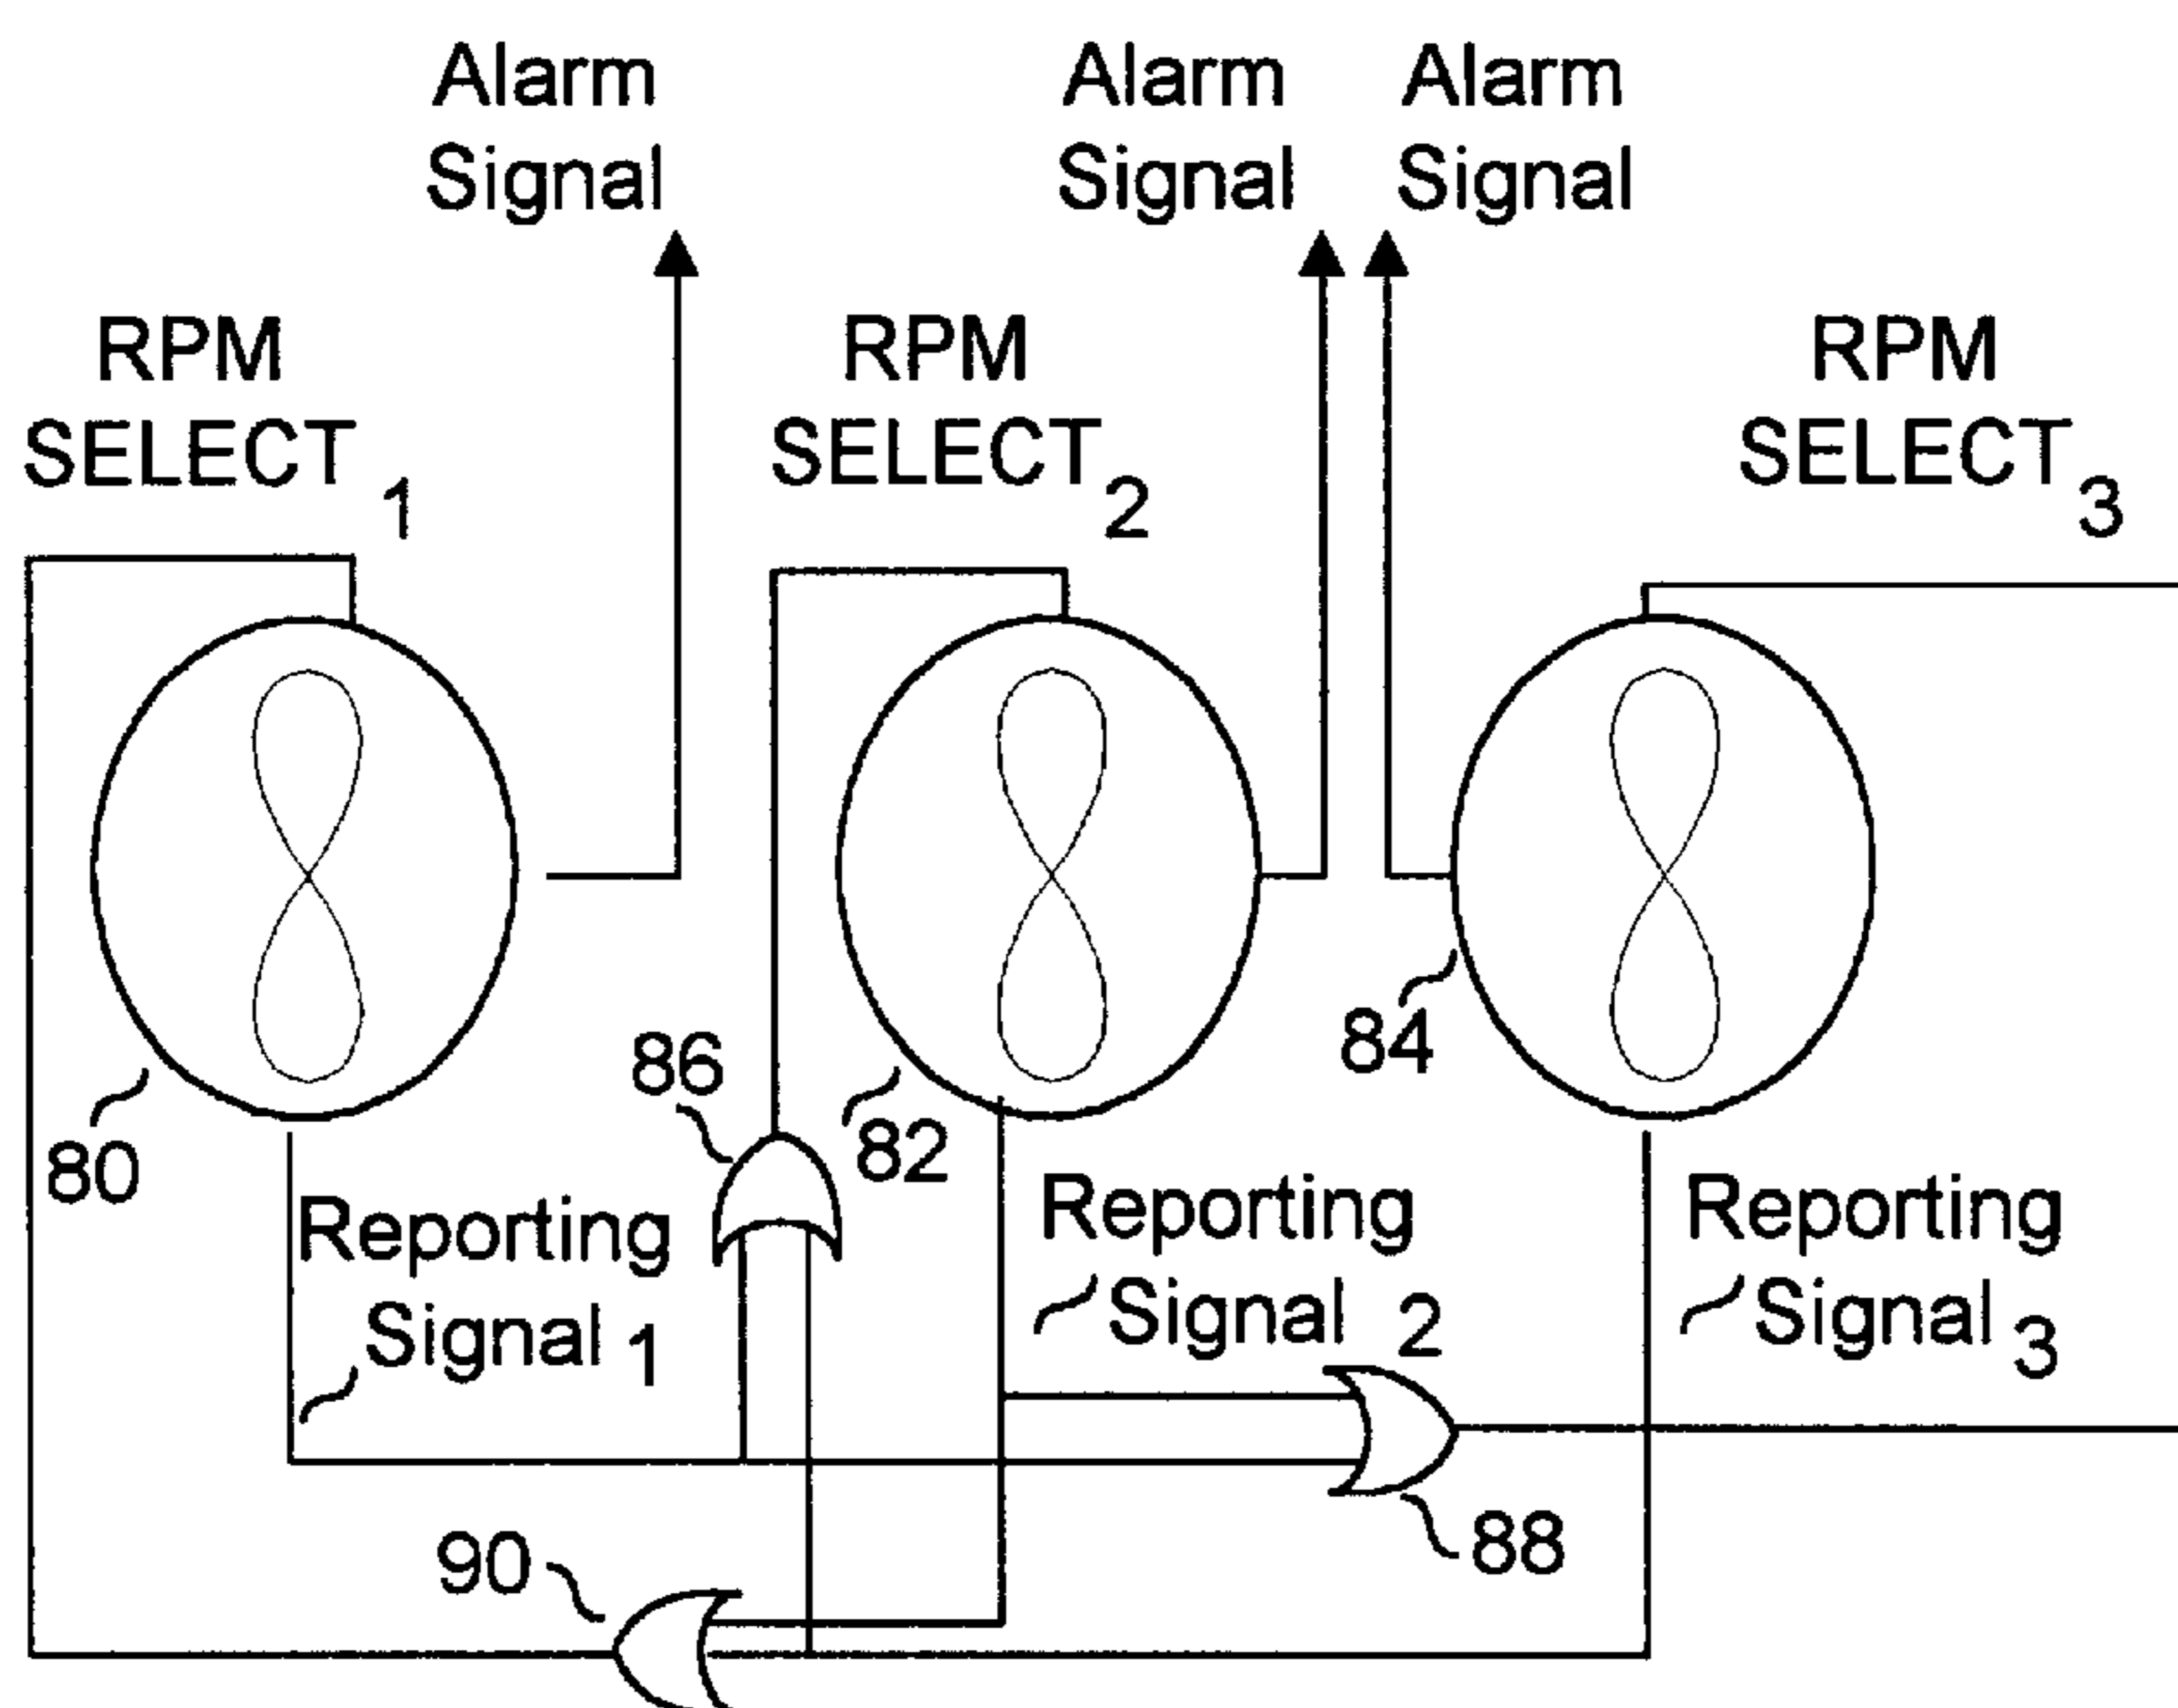 Alarm
Signal
Alarm
Signal
Alarm
Signal
RPM
SELECT 1
RPM
SELECT 2
RPM
SELECT 3
80
86
82
84
Reporting
Signal 1
Reporting
Signal 2
Reporting
Signal 3
88
90